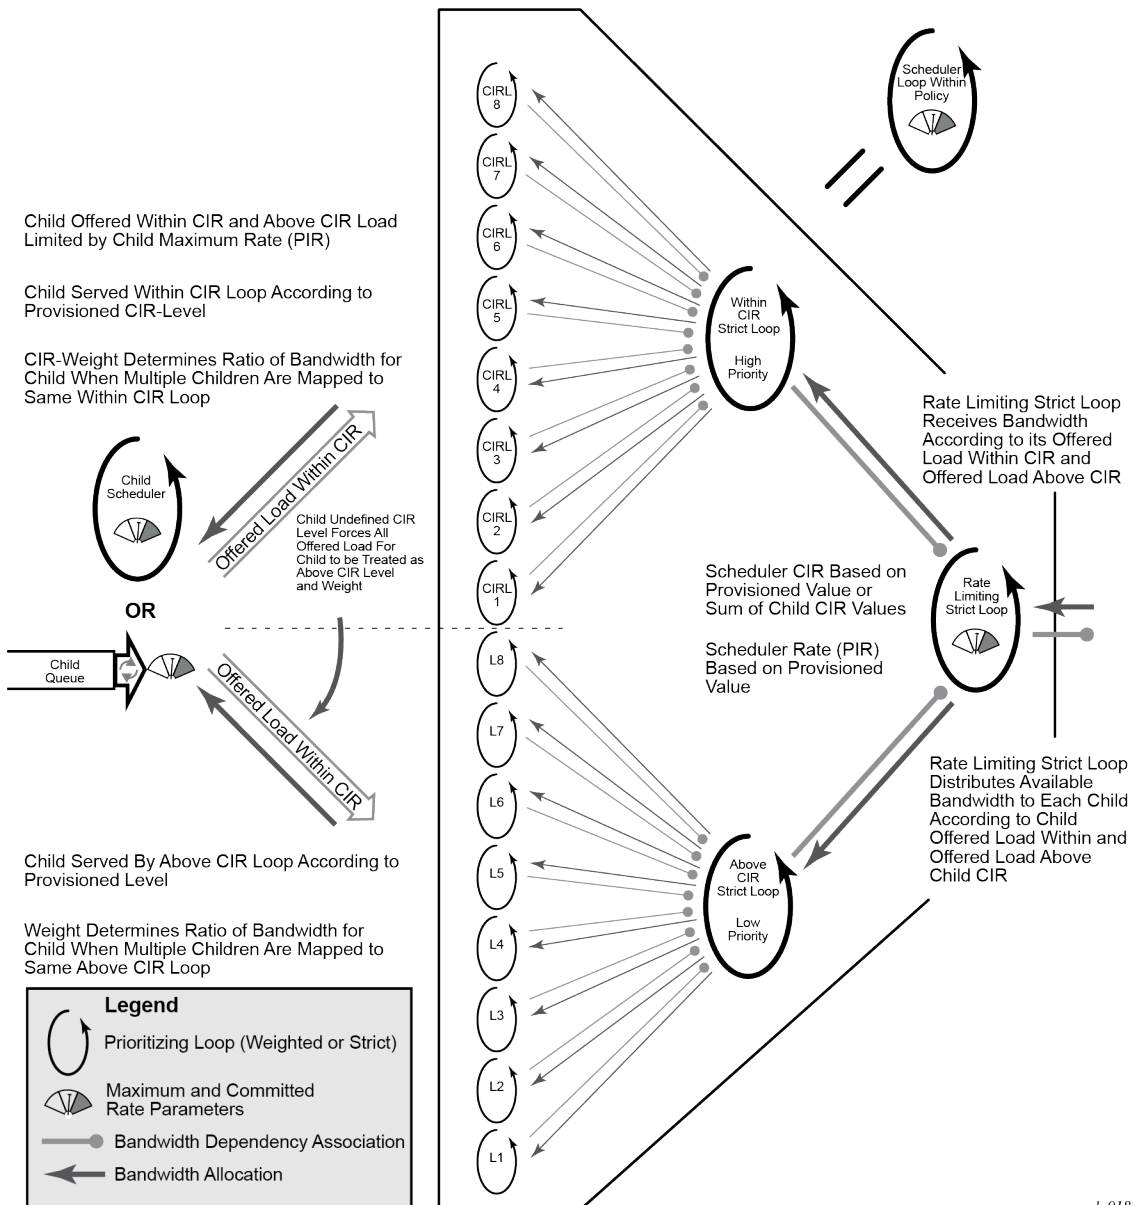 Scheduler
Loop Within
Policy
CIRL
8
CIRL
7
CIRL
6
CIRL
5
CIRL
4
CIRL
3
CIRL
2
CIRL
1
L8
L7
L6
L5
L4
L3
L2
L1
Child Offered Within CIR and Above CIR Load
Limited by Child Maximum Rate (PIR)
Child Served Within CIR Loop According to
Provisioned CIR-Level
CIR-Weight Determines Ratio of Bandwidth for
Child When Multiple Children Are Mapped to
Same Within CIR Loop
Child
Scheduler
Offered Load Within CIR
Child Undefined CIR
Level Forces All
Offered Load For
Child to be Treated as
Above CIR Level
and Weight
OR
Child
Queue
Offered Load Within CIR
Within
CIR
Strict Loop
High
Priority
Rate Limiting Strict Loop
Receives Bandwidth
According to its Offered
Load Within CIR and
Offered Load Above CIR
Scheduler CIR Based on
Provisioned Value or
Sum of Child CIR Values
Scheduler Rate (PIR)
Based on Provisioned
Value
Rate
Limiting
Strict Loop
Rate Limiting Strict Loop
Distributes Available
Bandwidth to Each Child
According to Child
Offered Load Within and
Offered Load Above
Child CIR
Above
CIR
Strict Loop
Low
Priority
Child Served By Above CIR Loop According to
Provisioned Level
Weight Determines Ratio of Bandwidth for
Child When Multiple Children Are Mapped to
Same Above CIR Loop
Legend
Prioritizing Loop (Weighted or Strict)
Maximum and Committed
Rate Parameters
Bandwidth Dependency Association
Bandwidth Allocation